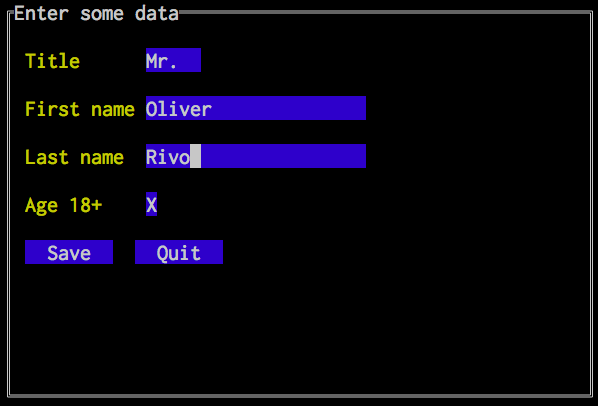 Enter some data
Title Mr.
First name Oliver
Last name Rivo
Age 18+ X
Save Quit